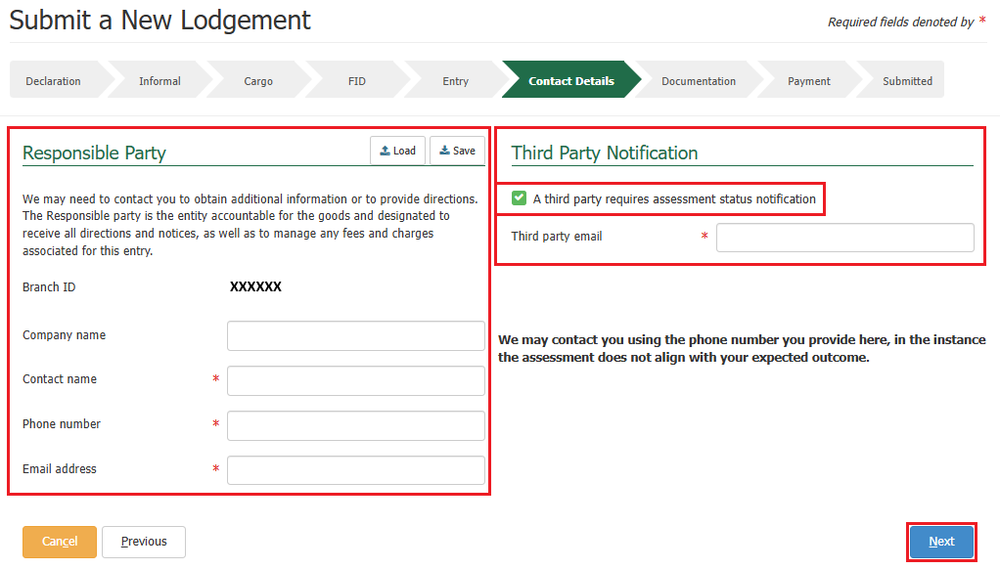 Submit a New Lodgement
Required fields denoted by *
Declaration
Informal
Cargo
FID
Entry
Contact Details
Documentation
Payment
Submitted
Responsible Party
Load
Save
We may need to contact you to obtain additional information or to provide directions.
The Responsible party is the entity accountable for the goods and designated to
receive all directions and notices, as well as to manage any fees and charges
associated for this entry.
Branch ID XXXXXX
Company name
Contact name *
Phone number *
Email address *
Third Party Notification
A third party requires assessment status notification
Third party email *
We may contact you using the phone number you provide here, in the instance
the assessment does not align with your expected outcome.
Cancel
Previous
Next